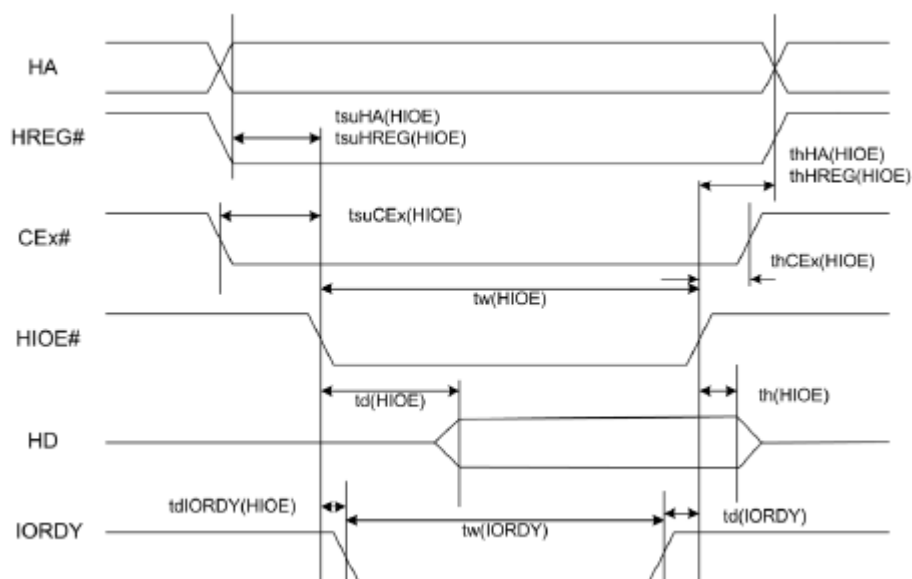 HA
HREG#
tsuHA(HIOE)
tsuHREG(HIOE)
thHA(HIOE)
thHREG(HIOE)
CEx#
tsuCEx(HIOE)
thCEx(HIOE)
tw(HIOE)
HIOE#
td(HIOE)
th(HIOE)
HD
tdIORDY(HIOE)
tw(IORDY)
td(IORDY)
IORDY